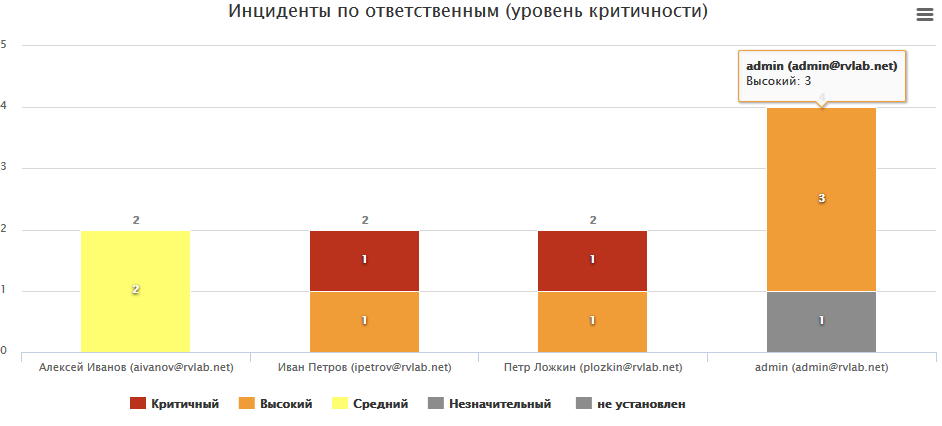 Инциденты по ответственным (уровень критичности)
5
admin (admin@rvlab.net)
Высокий: 3
4
4
3
3
2
2
2
2
2
1
1
1
1
1
1
0
Алексей Иванов (aivanov@rvlab.net)
Иван Петров (ipetrov@rvlab.net)
Петр Ложкин (plozkin@rvlab.net)
admin (admin@rvlab.net)
Критичный
Высокий
Средний
Незначительный
не установлен